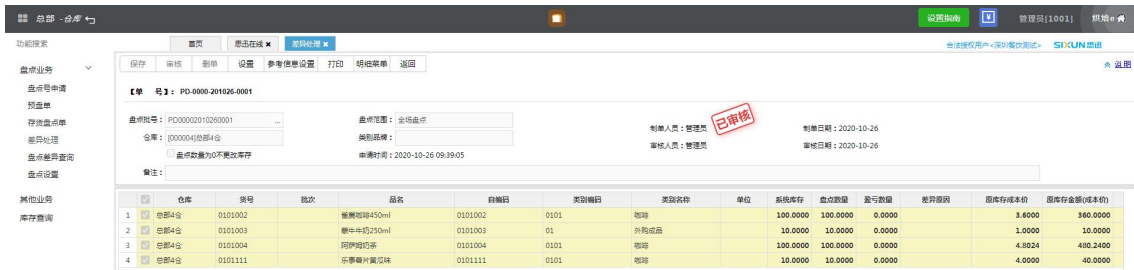 总部 -仓库
设置指南 ¥ 管理员[1001] 烘焙e
功能搜索 首页 思迅在线 × 差异处理 × 合法授权用户<深圳餐饮测试> SIXUN思迅
保存 审核 删单 设置 参考信息设置 打印 明细菜单 返回 说明
盘点业务
盘点号申请
预盘单
存货盘点单
差异处理
盘点差异查询
盘点设置
其他业务
库存查询
【单 号】: PD-0000-201026-0001
盘点批号: PD00002010260001 ... 盘点范围: 全场盘点 制单人员: 管理员 已审核 制单日期: 2020-10-26
仓库: [000004]总部4仓 类别品牌: 审核人员: 管理员 审核日期: 2020-10-26
盘点数量为0不更改库存 申请时间: 2020-10-26 09:39:05
备注:
仓库 货号 批次 品名 自编码 类别编码 类别名称 单位 系统库存 盘点数量 盈亏数量 差异原因 原库存成本价 原库存金额(成本价)
1 总部4仓 0101002 雀巢咖啡450ml 0101002 0101 咖啡 100.0000 100.0000 0.0000 3.6000 360.0000
2 总部4仓 0101003 蒙牛牛奶250ml 0101003 01 外购成品 10.0000 10.0000 0.0000 1.0000 10.0000
3 总部4仓 0101004 阿萨姆奶茶 0101004 0101 咖啡 100.0000 100.0000 0.0000 4.8024 480.2400
4 总部4仓 0101111 乐事薯片黄瓜味 0101111 0101 咖啡 10.0000 10.0000 0.0000 4.0000 40.0000